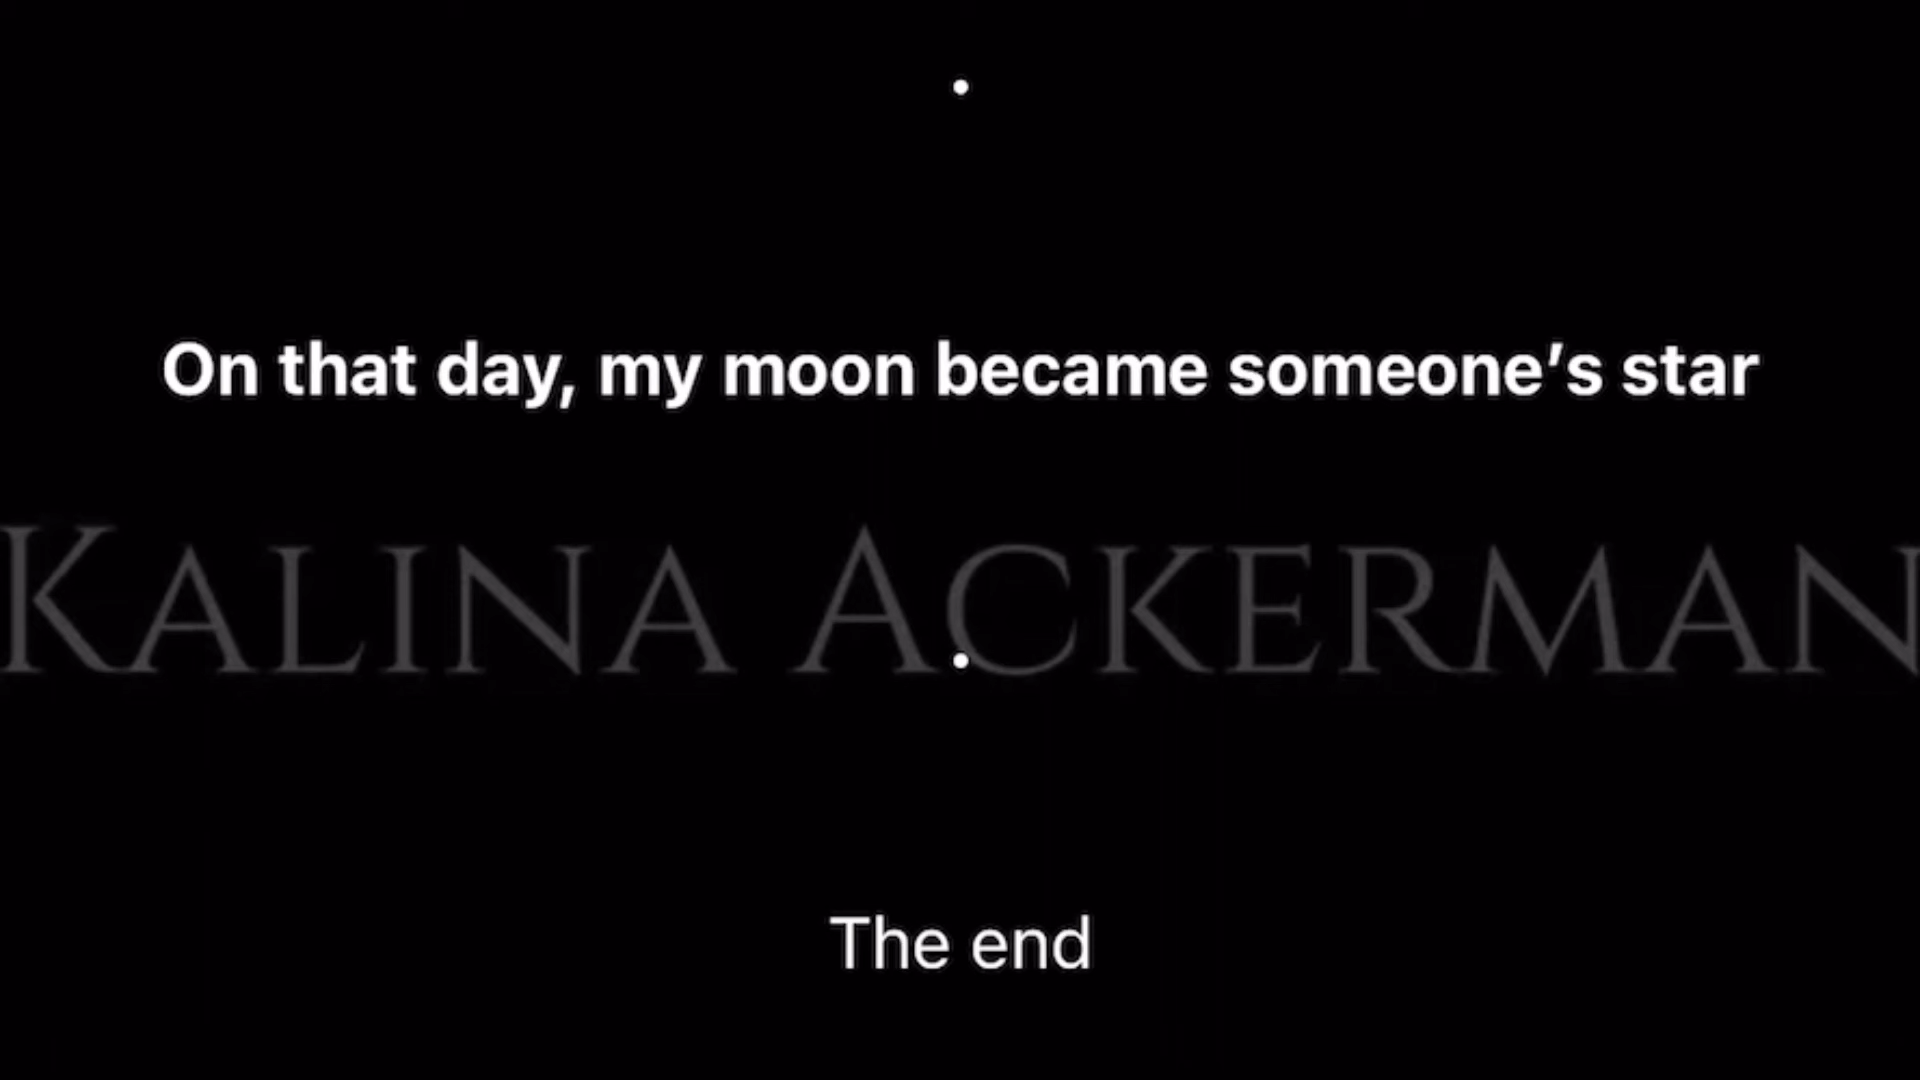 •
On that day, my moon became someone’s star
KALINA ACKERMAN
•
The end